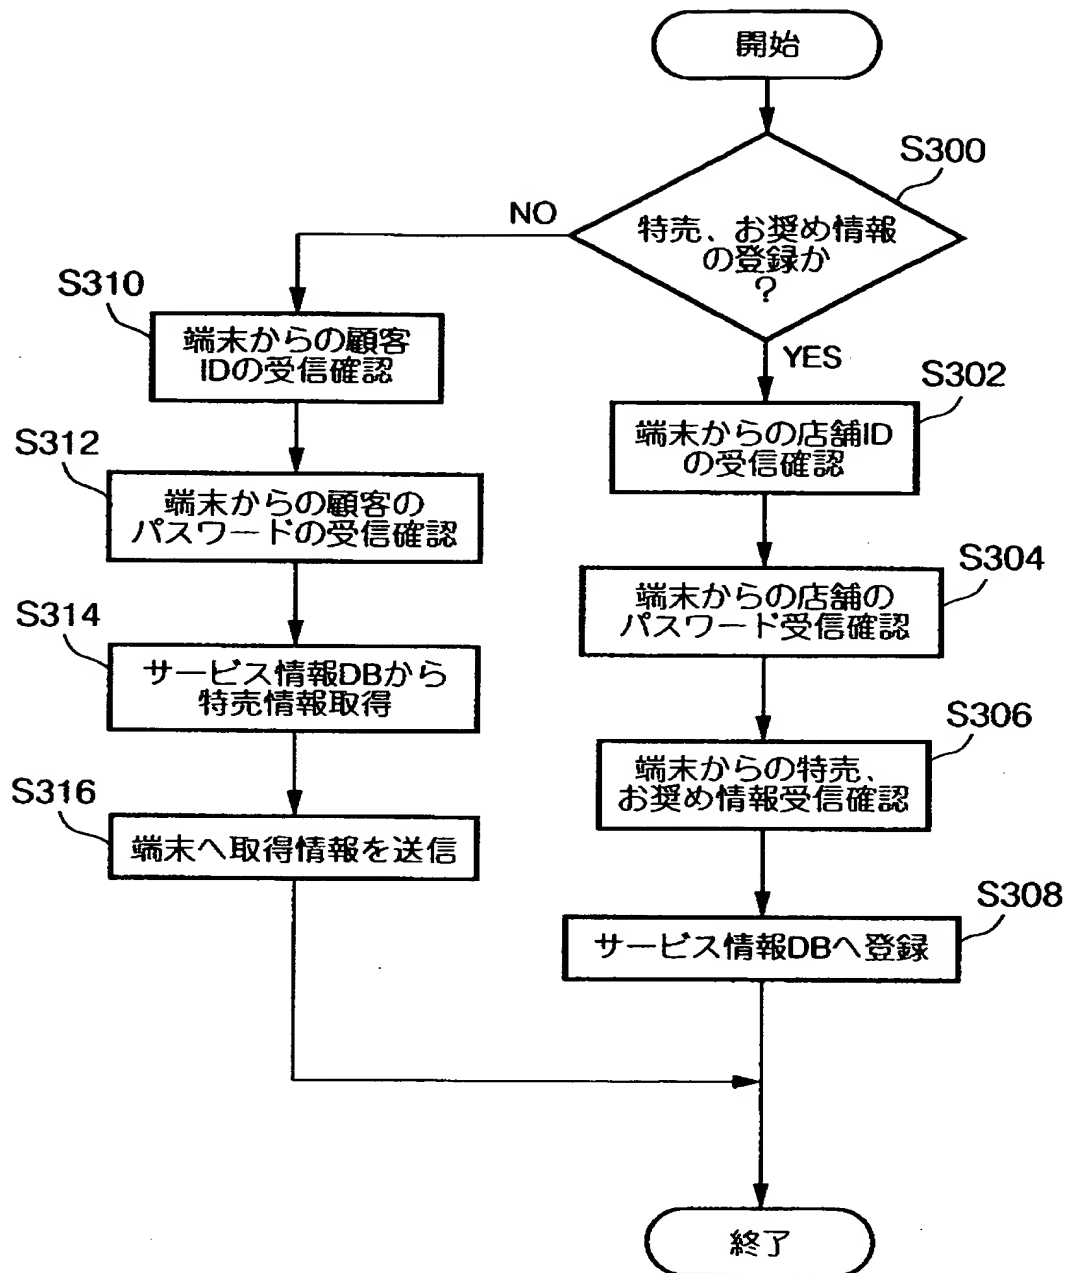 開始
S300
特売、お奨め情報
の登録か
?
NO
YES
S310
端末からの顧客
IDの受信確認
S312
端末からの顧客の
パスワードの受信確認
S314
サービス情報DBから
特売情報取得
S316
端末へ取得情報を送信
S302
端末からの店舗ID
の受信確認
S304
端末からの店舗の
パスワード受信確認
S306
端末からの特売、
お奨め情報受信確認
S308
サービス情報DBへ登録
終了